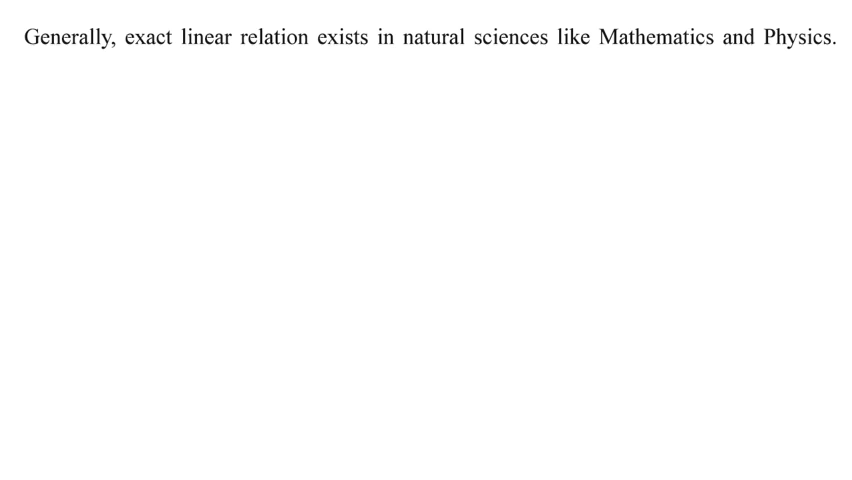 Generally, exact linear relation exists in natural sciences like Mathematics and Physics.